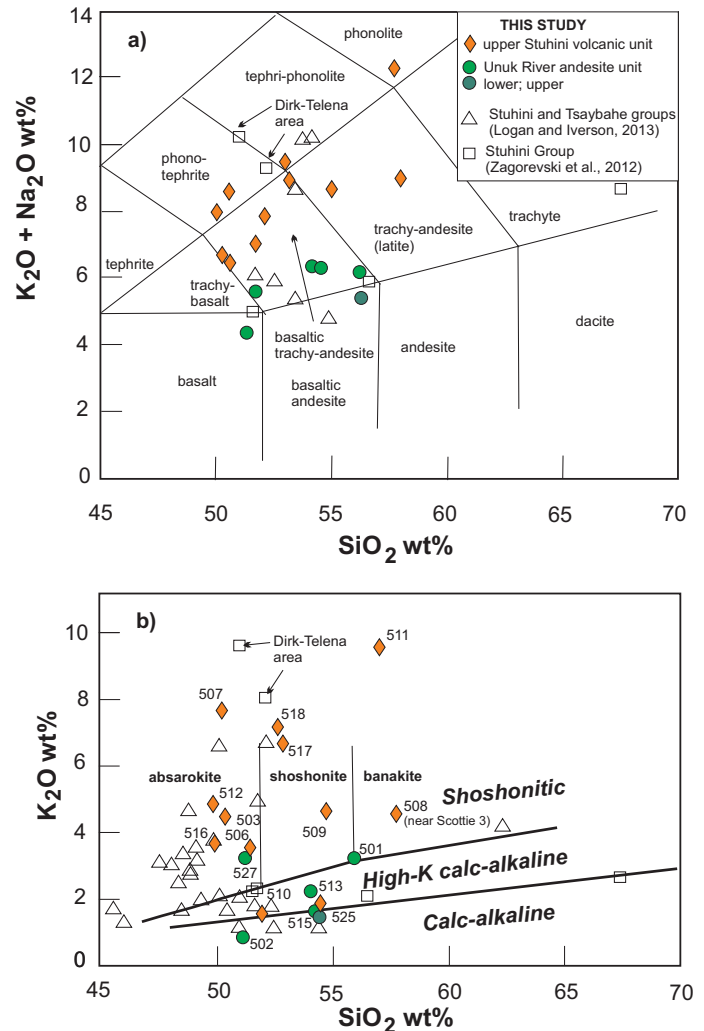 a)
K2O + Na2O wt%
14
12
10
8
6
4
2
0
45
50
55
60
65
70
SiO2 wt%
phonolite
tephri-phonolite
Dirk-Telena
area
phono-
tephrite
tephrite
trachy-
basalt
basalt
basaltic
trachy-andesite
basaltic
andesite
trachy-andesite
(latite)
trachyte
andesite
dacite
THIS STUDY
upper Stuhini volcanic unit
Unuk River andesite unit
lower; upper
Stuhini and Tsaybahe groups
(Logan and Iverson, 2013)
Stuhini Group
(Zagorevski et al., 2012)
b)
K2O wt%
10
8
6
4
2
0
45
50
55
60
65
70
SiO2 wt%
Dirk-Telena
area
511
507
518
517
absarokite
shoshonite
banakite
Shoshonitic
512
503
516
506
509
508
(near Scottie 3)
501
527
High-K calc-alkaline
510
513
515
525
Calc-alkaline
502